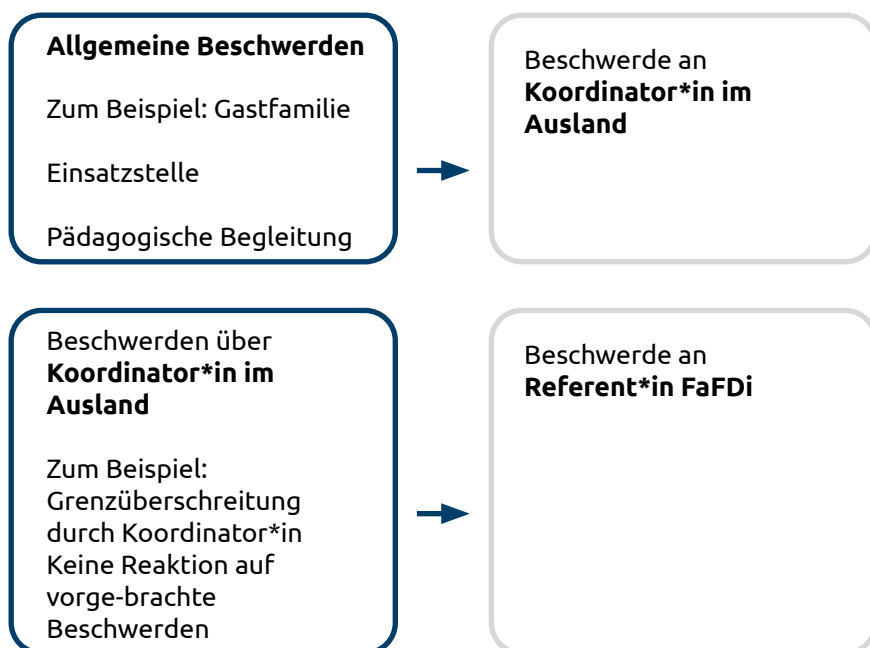 Allgemeine Beschwerden
Zum Beispiel: Gastfamilie
Einsatzstelle
Pädagogische Begleitung
Beschwerde an
Koordinator*in im
Ausland
Beschwerden über
Koordinator*in im
Ausland
Zum Beispiel:
Grenzüberschreitung
durch Koordinator*in
Keine Reaktion auf
vorge-brachte
Beschwerden
Beschwerde an
Referent*in FaFDi